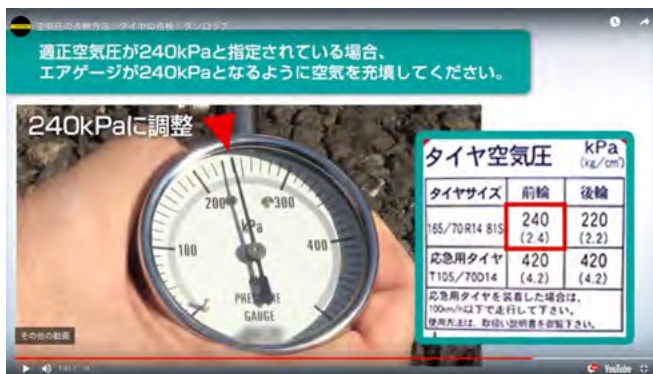 空気圧の点検方法｜タイヤの点検｜ダンロップ
適正空気圧が240kPaと指定されている場合、
エアゲージが240kPaとなるように空気を充填してください。
240kPaに調整
100
200
300
400
kPa
PRESSURE
GAUGE
タイヤ空気圧 kPa
(kg/cm²)
タイヤサイズ 前輪 後輪
165/70R14 81S 240 220
(2.4) (2.2)
応急用タイヤ 420 420
T105/70D14 (4.2) (4.2)
応急用タイヤを装着した場合は、
100km/h以下で走行して下さい。
使用方法は、取扱い説明書を御覧下さい。
その他の動画
YouTube